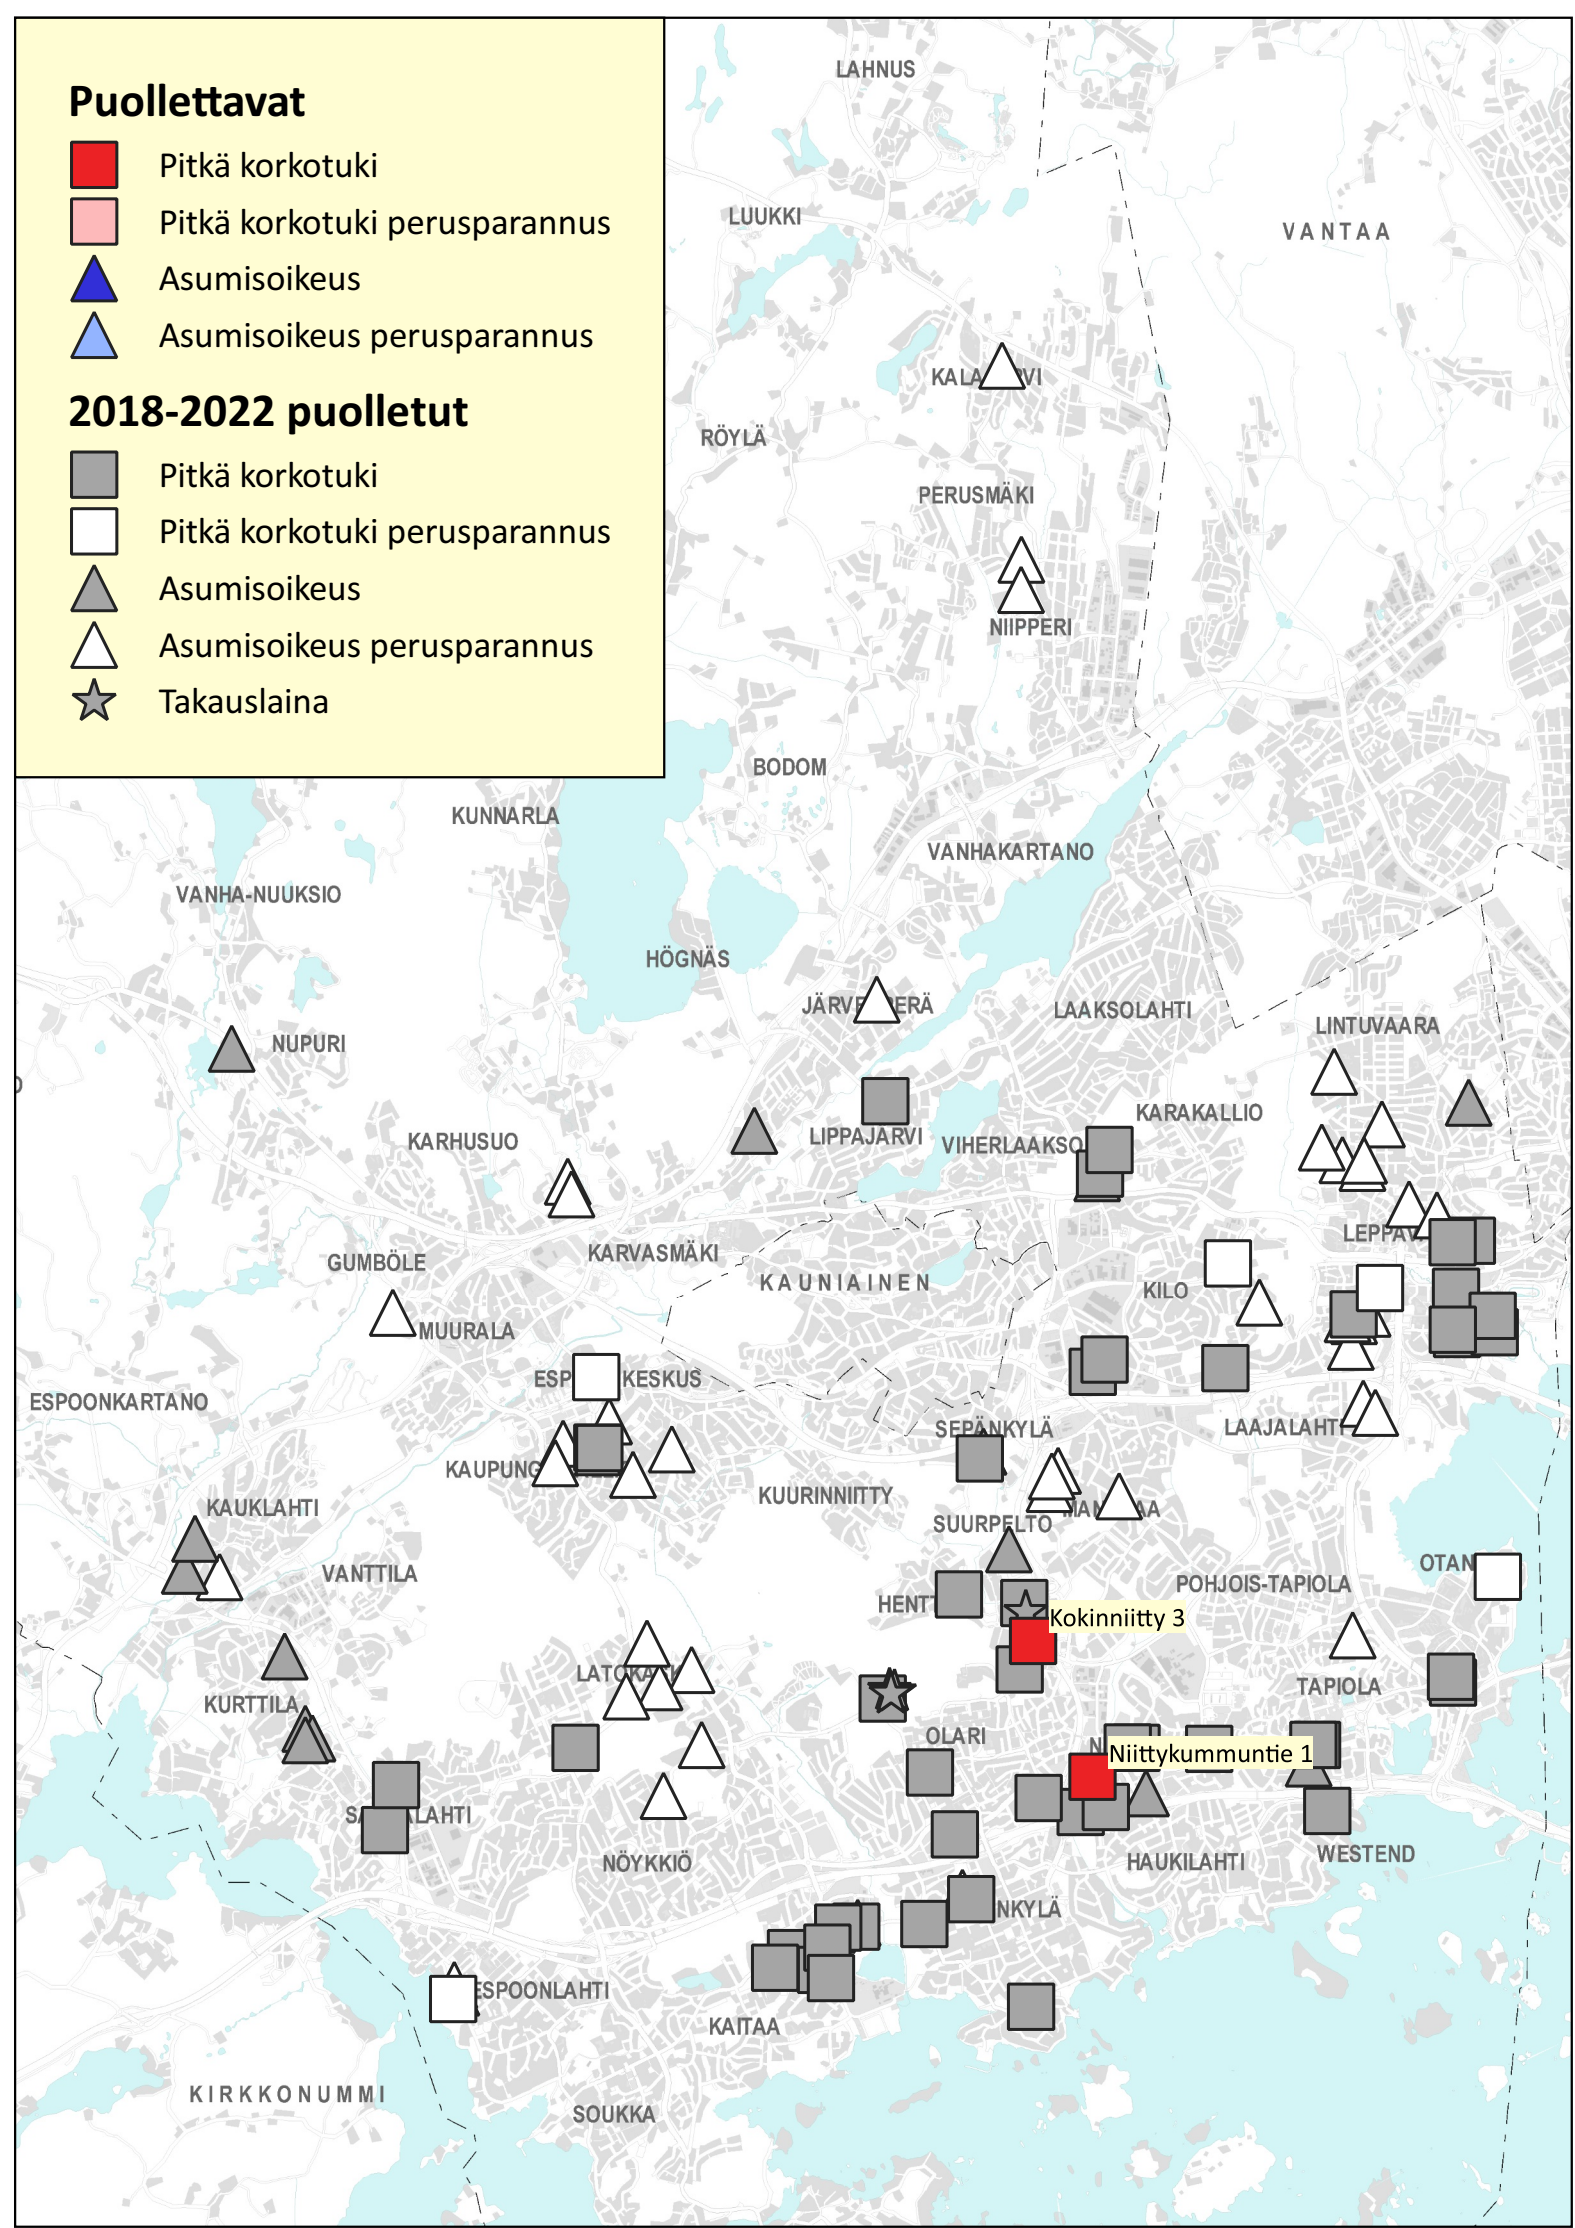 Puollettavat
Pitkä korkotuki
Pitkä korkotuki perusparannus
Asumisoikeus
Asumisoikeus perusparannus
2018-2022 puolletut
Pitkä korkotuki
Pitkä korkotuki perusparannus
Asumisoikeus
Asumisoikeus perusparannus
Takauslaina
LAHNUS
LUUKKI
VANTAA
RÖYLÄ
PERUSMÄKI
NIIPPERI
BODOM
KUNNARLA
VANHAKARTANO
VANHA-NUUKSIO
HÖGNÄS
LAAKSOLAHTI
LINTUVAARA
NUPURI
KARAKALLIO
LIPPAJÄRVI
VIHERLAAKSO
KARHUSUO
KARVASMÄKI
GUMBÖLE
KAUNIAINEN
KILO
MUURALA
KESKUS
ESPOONKARTANO
SEPÄNKYLÄ
KUURINNIITTY
KAUKLAHTI
SUURPELTO
VANTTILA
POHJOIS-TAPIOLA
Kokinniitty 3
TAPIOLA
KURTTILA
OLARI
Niittykummuntie 1
NÖYKKIÖ
HAUKILAHTI
WESTEND
ESPOONLAHTI
KAITAA
KIRKKONUMMI
SOUKKA